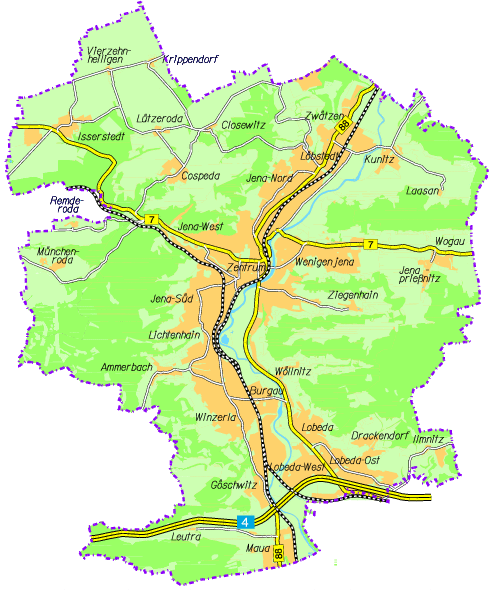 Vierzehn-
heiligen
Krippendorf
Lützeroda
Closewitz
Zwätzen
88
Isserstedt
Löbstedt
Kunitz
Cospeda
Jena-Nord
Laasan
Remde-
roda
7
Jena-West
7
Wogau
München-
roda
Zentrum
Wenigenjena
Jena
prießnitz
Jena-Süd
Ziegenhain
Lichtenhain
Ammerbach
Wöllnitz
Burgau
Winzerla
Lobeda
Drackendorf
Ilmnitz
Lobeda-West
Lobeda-Ost
Göschwitz
4
Leutra
Maua
88